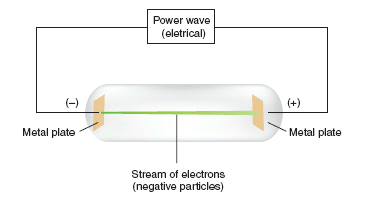 Power wave
(eletrical)
(–)
(+)
Metal plate
Metal plate
Stream of electrons
(negative particles)